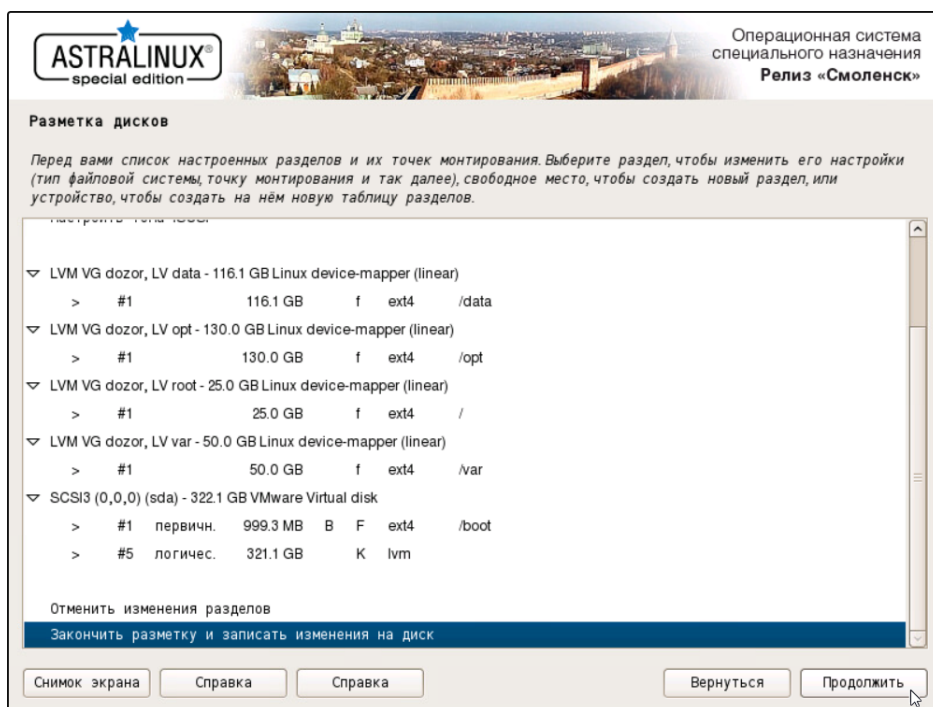 ASTRALINUX®
special edition
Операционная система
специального назначения
Релиз «Смоленск»
Разметка дисков
Перед вами список настроенных разделов и их точек монтирования. Выберите раздел, чтобы изменить его настройки
(тип файловой системы, точку монтирования и так далее), свободное место, чтобы создать новый раздел, или
устройство, чтобы создать на нём новую таблицу разделов.
LVM VG dozor, LV data - 116.1 GB Linux device-mapper (linear)
> #1 116.1 GB f ext4 /data
LVM VG dozor, LV opt - 130.0 GB Linux device-mapper (linear)
> #1 130.0 GB f ext4 /opt
LVM VG dozor, LV root - 25.0 GB Linux device-mapper (linear)
> #1 25.0 GB f ext4 /
LVM VG dozor, LV var - 50.0 GB Linux device-mapper (linear)
> #1 50.0 GB f ext4 /var
SCSI3 (0,0,0) (sda) - 322.1 GB VMware Virtual disk
> #1 первичн. 999.3 MB B F ext4 /boot
> #5 логичес. 321.1 GB K lvm
Отменить изменения разделов
Закончить разметку и записать изменения на диск
Снимок экрана Справка Справка Вернуться Продолжить